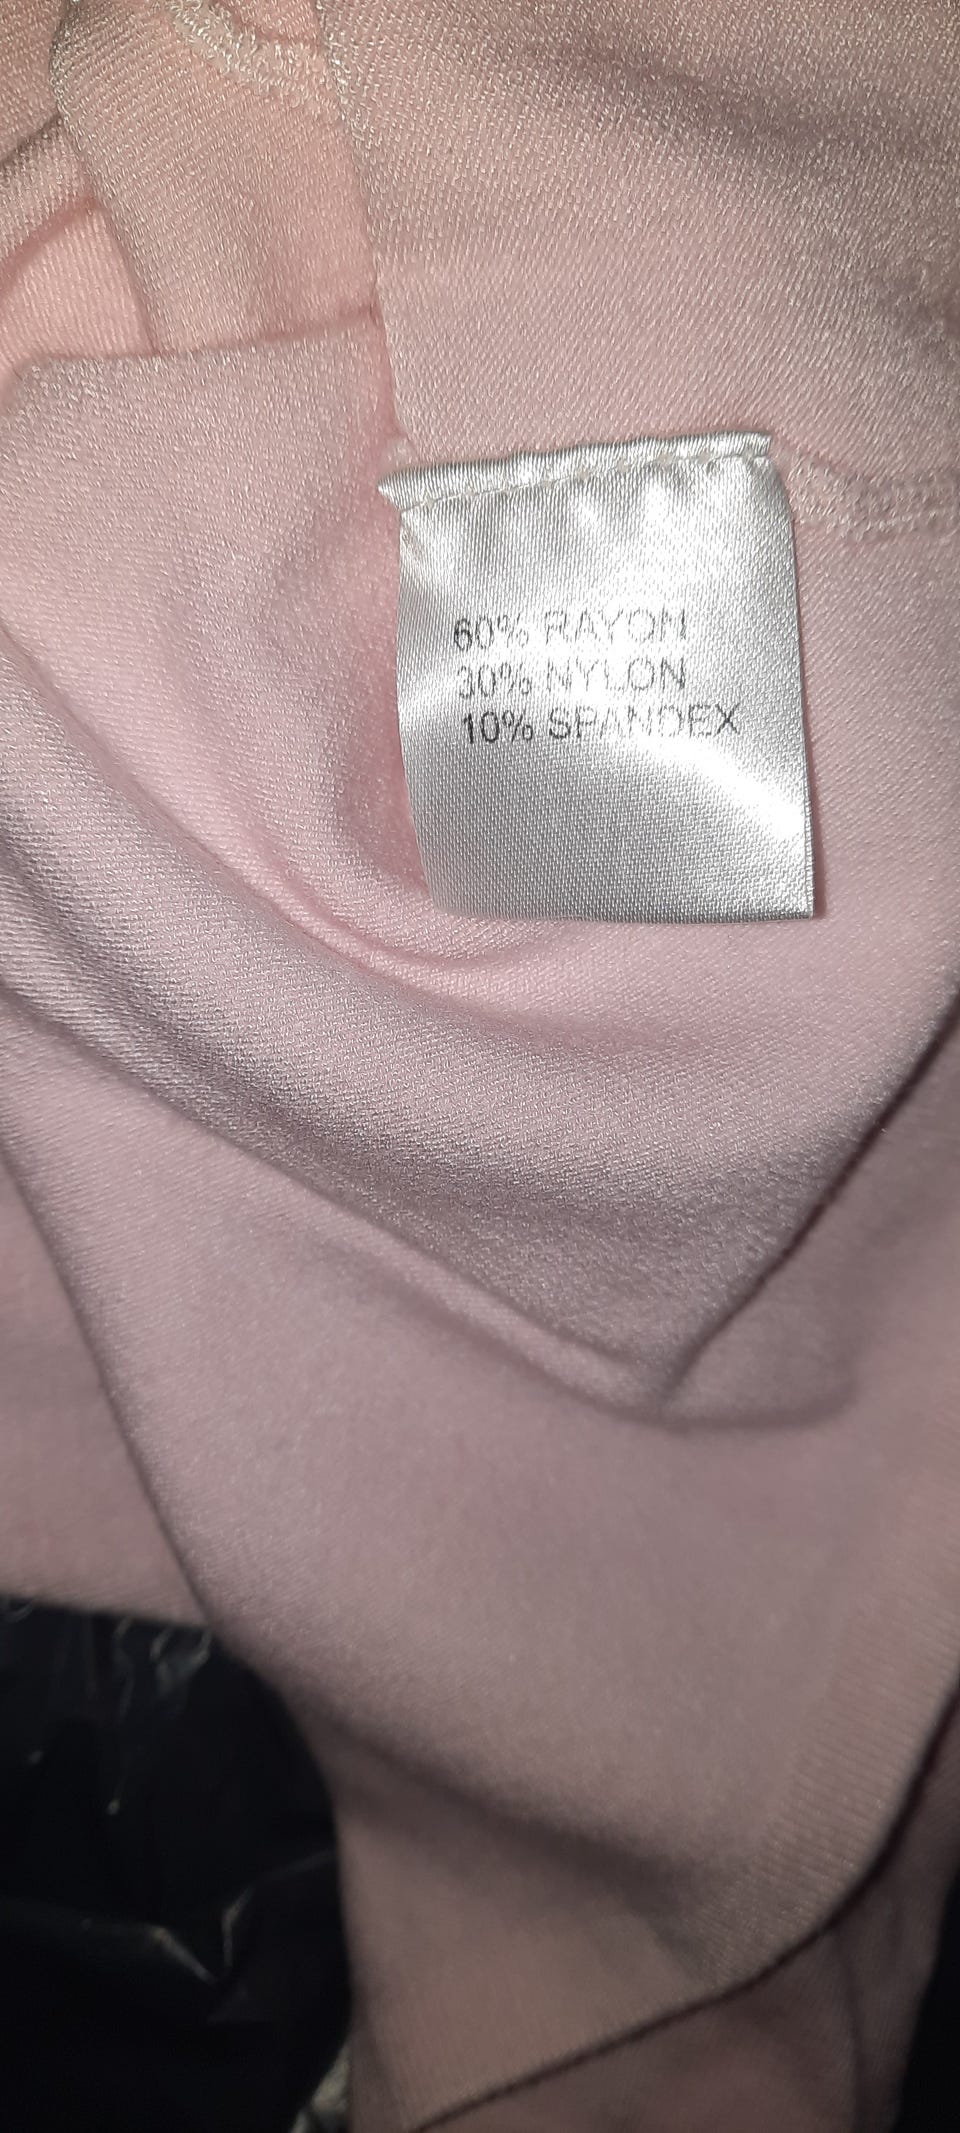 60% RAYON
30% NYLON
10% SPANDEX